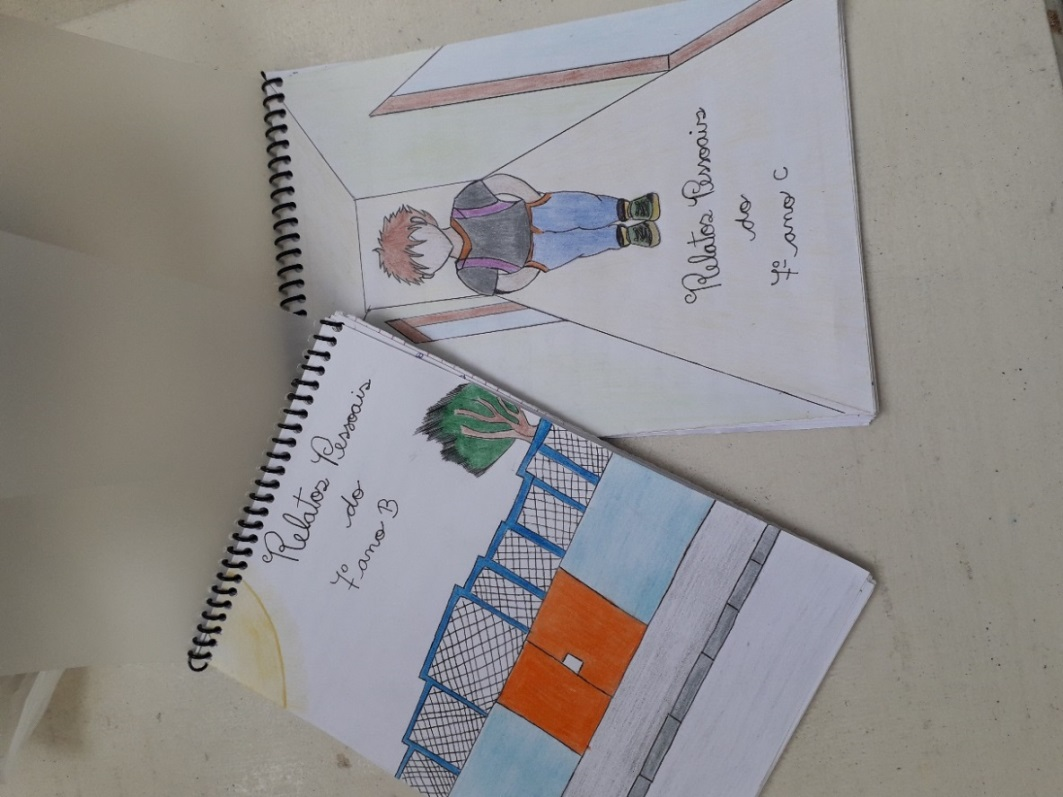 Relatos Pessoais
do
7º ano C
Relatos Pessoais
do
7º ano B